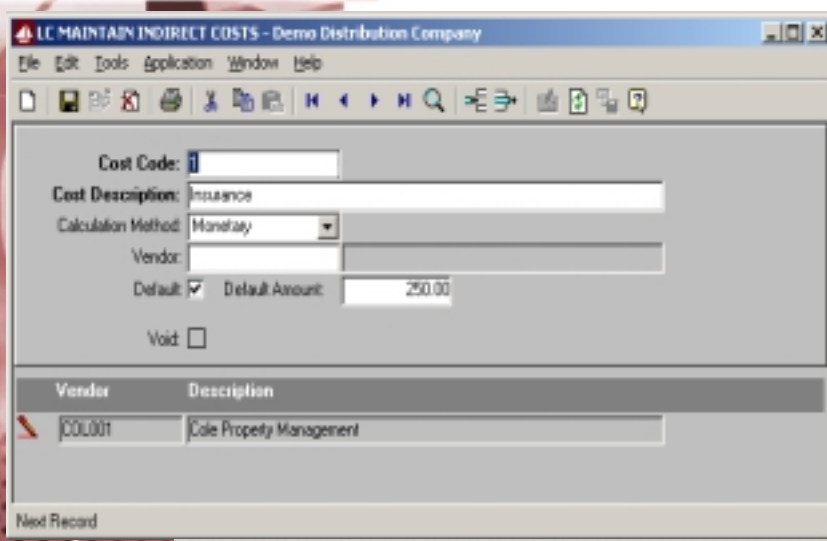 LC MAINTAIN INDIRECT COSTS - Demo Distribution Company
File Edit Tools Application Window Help
Cost Code: 1
Cost Description: Insurance
Calculation Method: Monetary
Vendor:
Default: Default Amount: 250.00
Void:
Vendor Description
COL001 Cole Property Management
Next Record